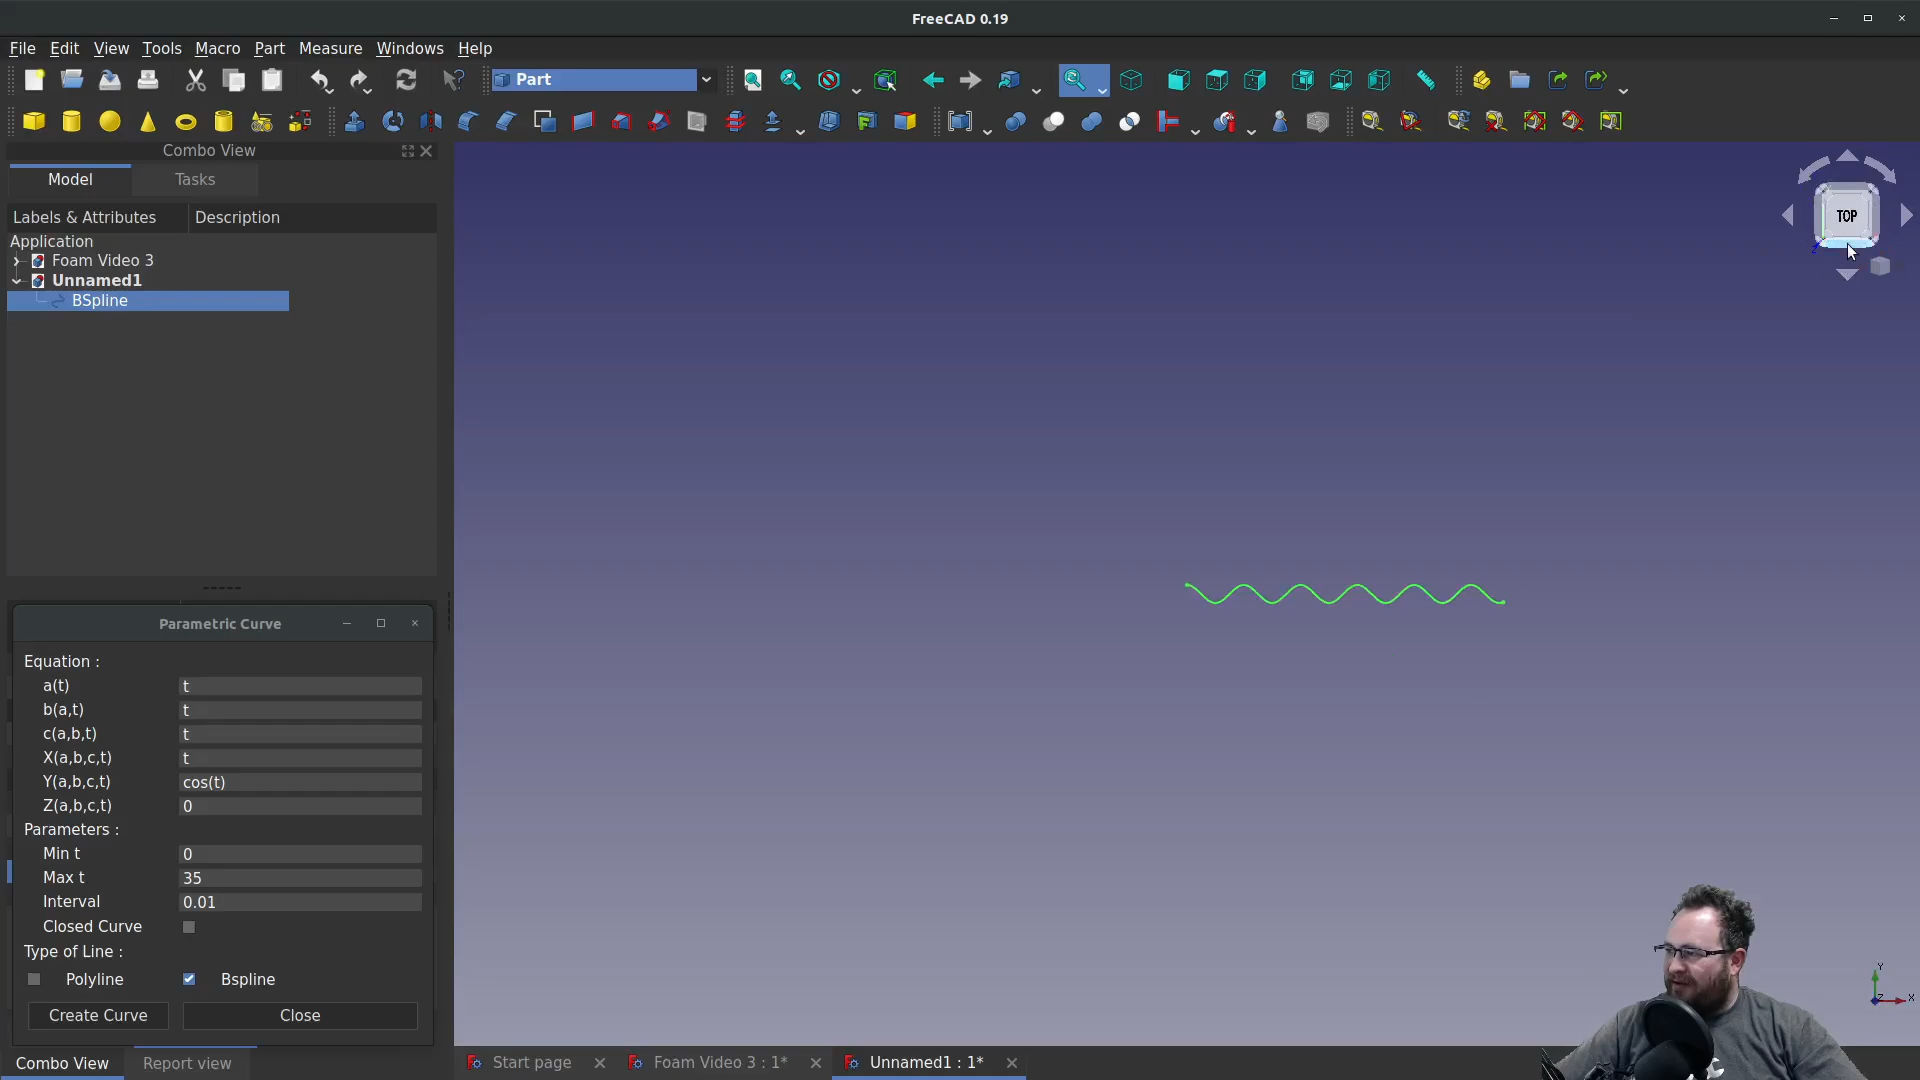 FreeCAD 0.19
File Edit View Tools Macro Part Measure Windows Help
Part
Combo View
Model Tasks
Labels & Attributes Description
Application
Foam Video 3
Unnamed1
BSpline
TOP
Parametric Curve
Equation :
a(t) t
b(a,t) t
c(a,b,t) t
X(a,b,c,t) t
Y(a,b,c,t) cos(t)
Z(a,b,c,t) 0
Parameters :
Min t 0
Max t 35
Interval 0.01
Closed Curve
Type of Line :
Polyline Bspline
Create Curve Close
Y
Z X
Combo View Report view Start page Foam Video 3 : 1* Unnamed1 : 1*